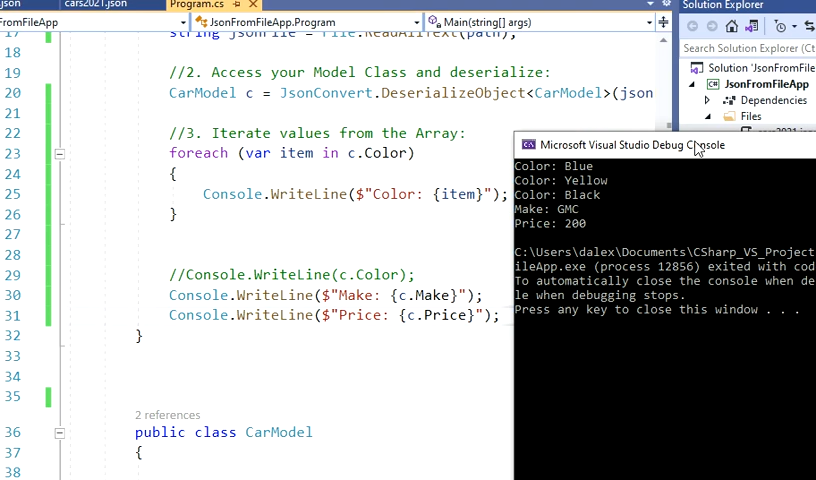 json
cars2021.json
Program.cs
Solution Explorer
FromFileApp
JsonFromFileApp.Program
Main(string[] args)
Search Solution Explorer (Ct
Solution 'JsonFromFile
JsonFromFileApp
Dependencies
Files
17 string jsonFile = File.ReadAllText(path);
18
19 //2. Access your Model Class and deserialize:
20 CarModel c = JsonConvert.DeserializeObject<CarModel>(json
21
22 //3. Iterate values from the Array:
23 foreach (var item in c.Color)
24 {
25 Console.WriteLine($"Color: {item}");
26 }
27
28
29 //Console.WriteLine(c.Color);
30 Console.WriteLine($"Make: {c.Make}");
31 Console.WriteLine($"Price: {c.Price}");
32 }
33
34
35
2 references
36 public class CarModel
37 {
38
Microsoft Visual Studio Debug Console
Color: Blue
Color: Yellow
Color: Black
Make: GMC
Price: 200
C:\Users\dalex\Documents\CSharp_VS_Project
ileApp.exe (process 12856) exited with cod
To automatically close the console when de
le when debugging stops.
Press any key to close this window . . .